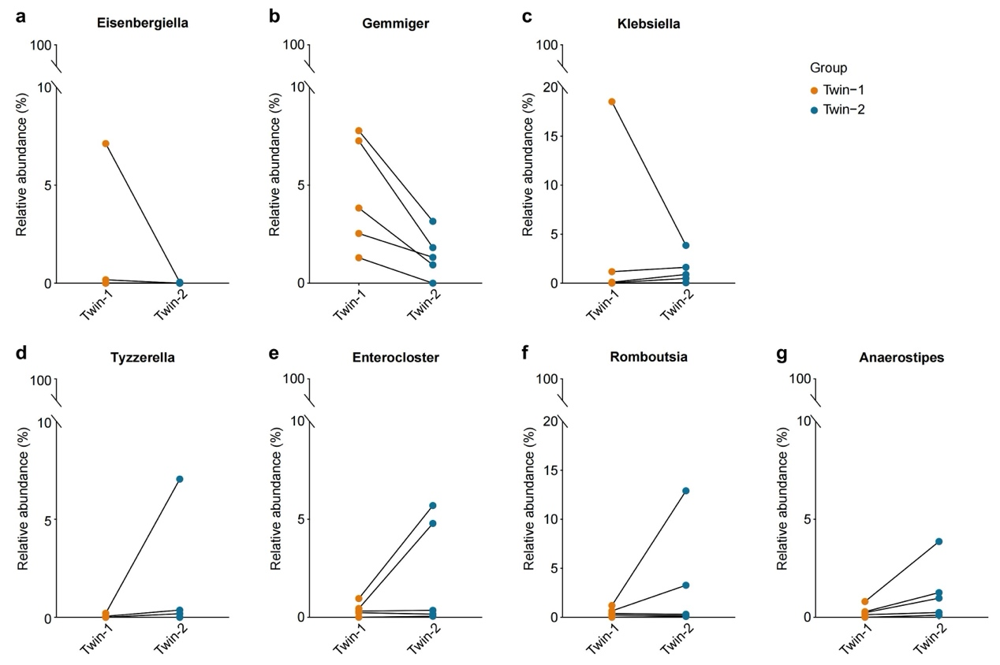 a Eisenbergiella
100
10
5
0
Relative abundance (%)
Twin-1 Twin-2
b Gemmiger
100
10
5
0
Relative abundance (%)
Twin-1 Twin-2
c Klebsiella
100
20
15
10
5
0
Relative abundance (%)
Twin-1 Twin-2
Group
Twin−1
Twin−2
d Tyzzerella
100
10
5
0
Relative abundance (%)
Twin-1 Twin-2
e Enterocloster
100
10
5
0
Relative abundance (%)
Twin-1 Twin-2
f Romboutsia
100
20
15
10
5
0
Relative abundance (%)
Twin-1 Twin-2
g Anaerostipes
100
10
5
0
Relative abundance (%)
Twin-1 Twin-2